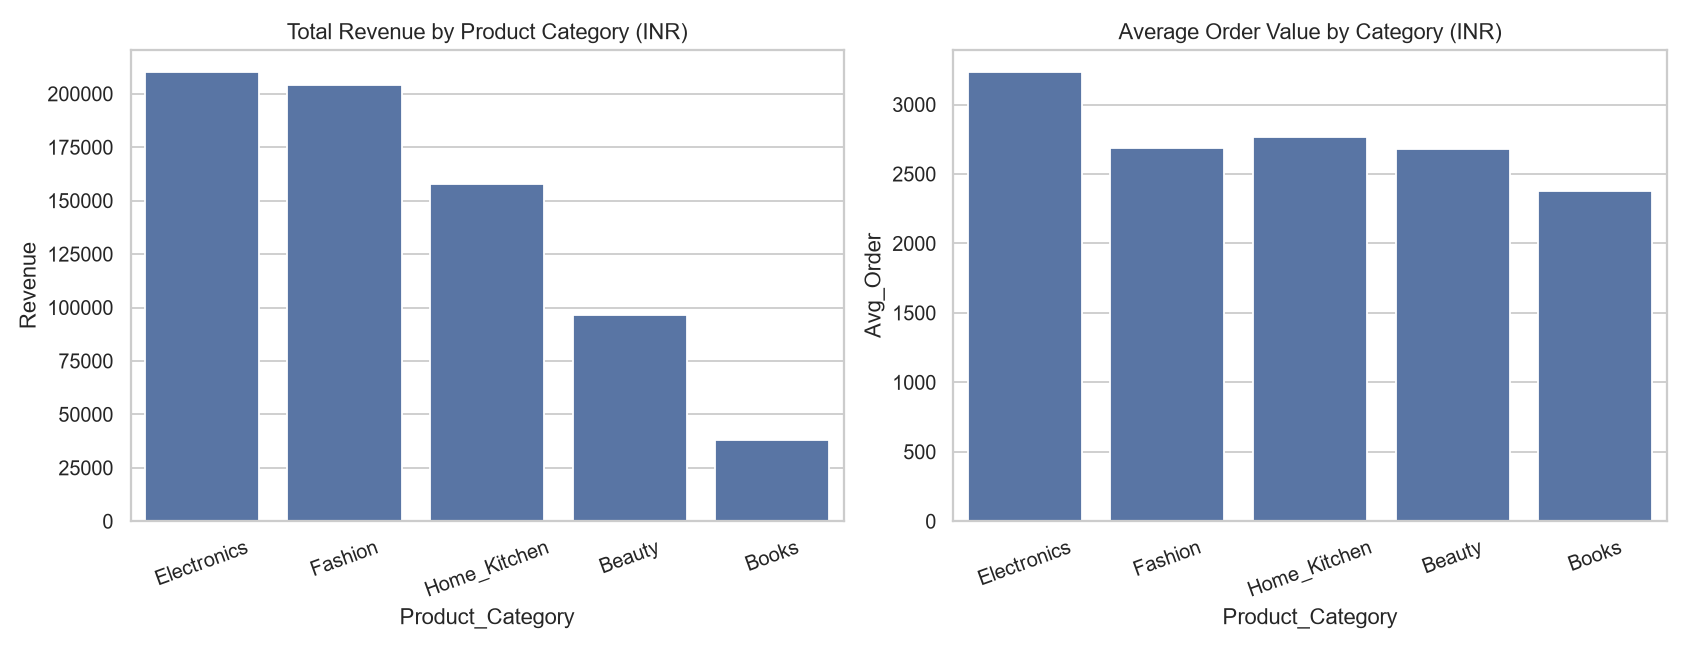 Total Revenue by Product Category (INR)
Revenue
200000
175000
150000
125000
100000
75000
50000
25000
0
Electronics
Fashion
Home_Kitchen
Beauty
Books
Product_Category
Average Order Value by Category (INR)
Avg_Order
3000
2500
2000
1500
1000
500
0
Electronics
Fashion
Home_Kitchen
Beauty
Books
Product_Category